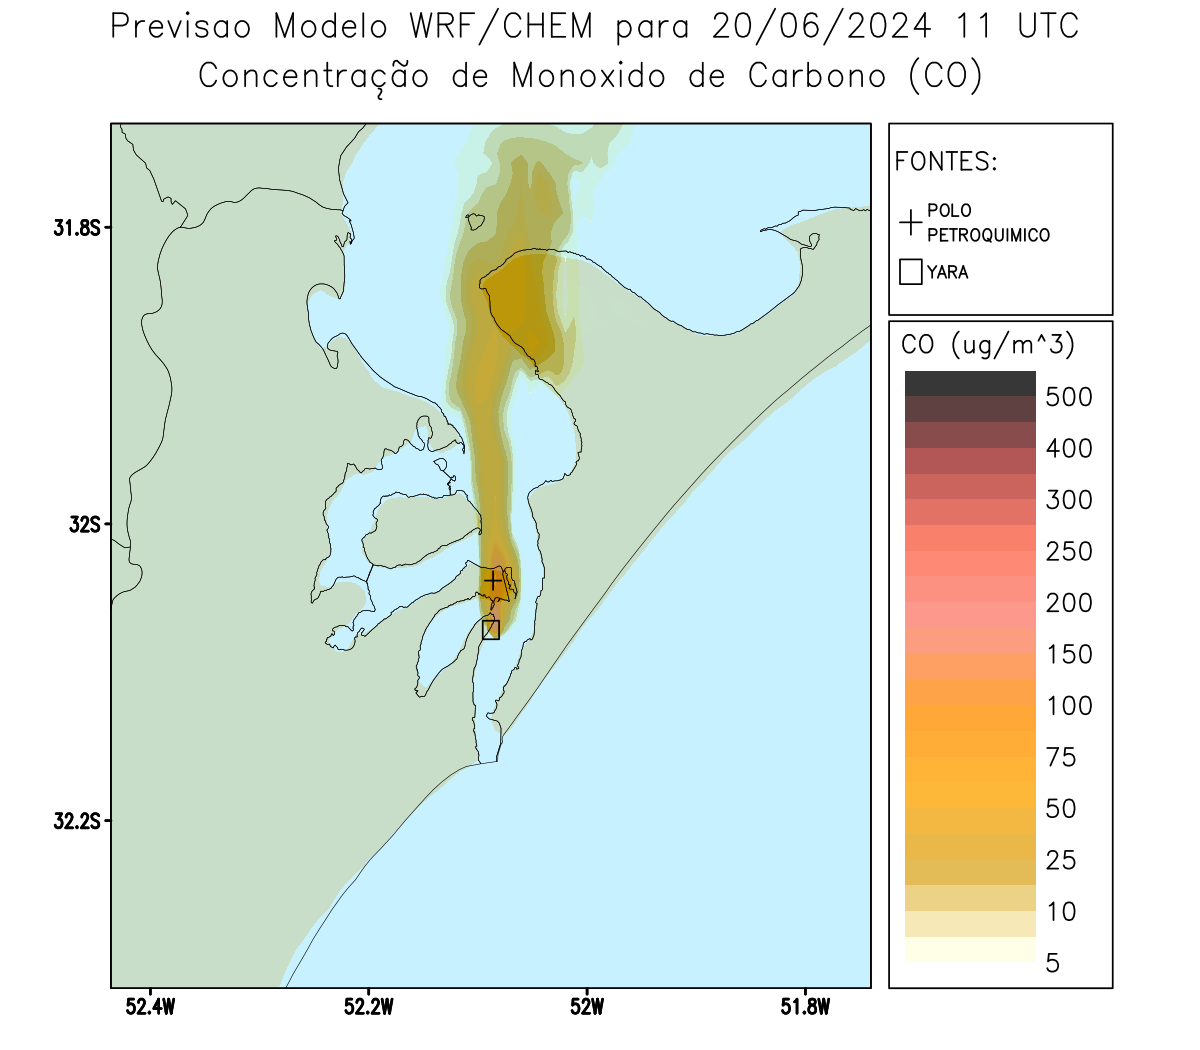 Previsao Modelo WRF/CHEM para 20/06/2024 11 UTC
Concentração de Monoxido de Carbono (CO)
FONTES:
POLO
PETROQUIMICO
YARA
CO (ug/m^3)
500
400
300
250
200
150
100
75
50
25
10
5
31.8S
32S
32.2S
52.4W
52.2W
52W
51.8W